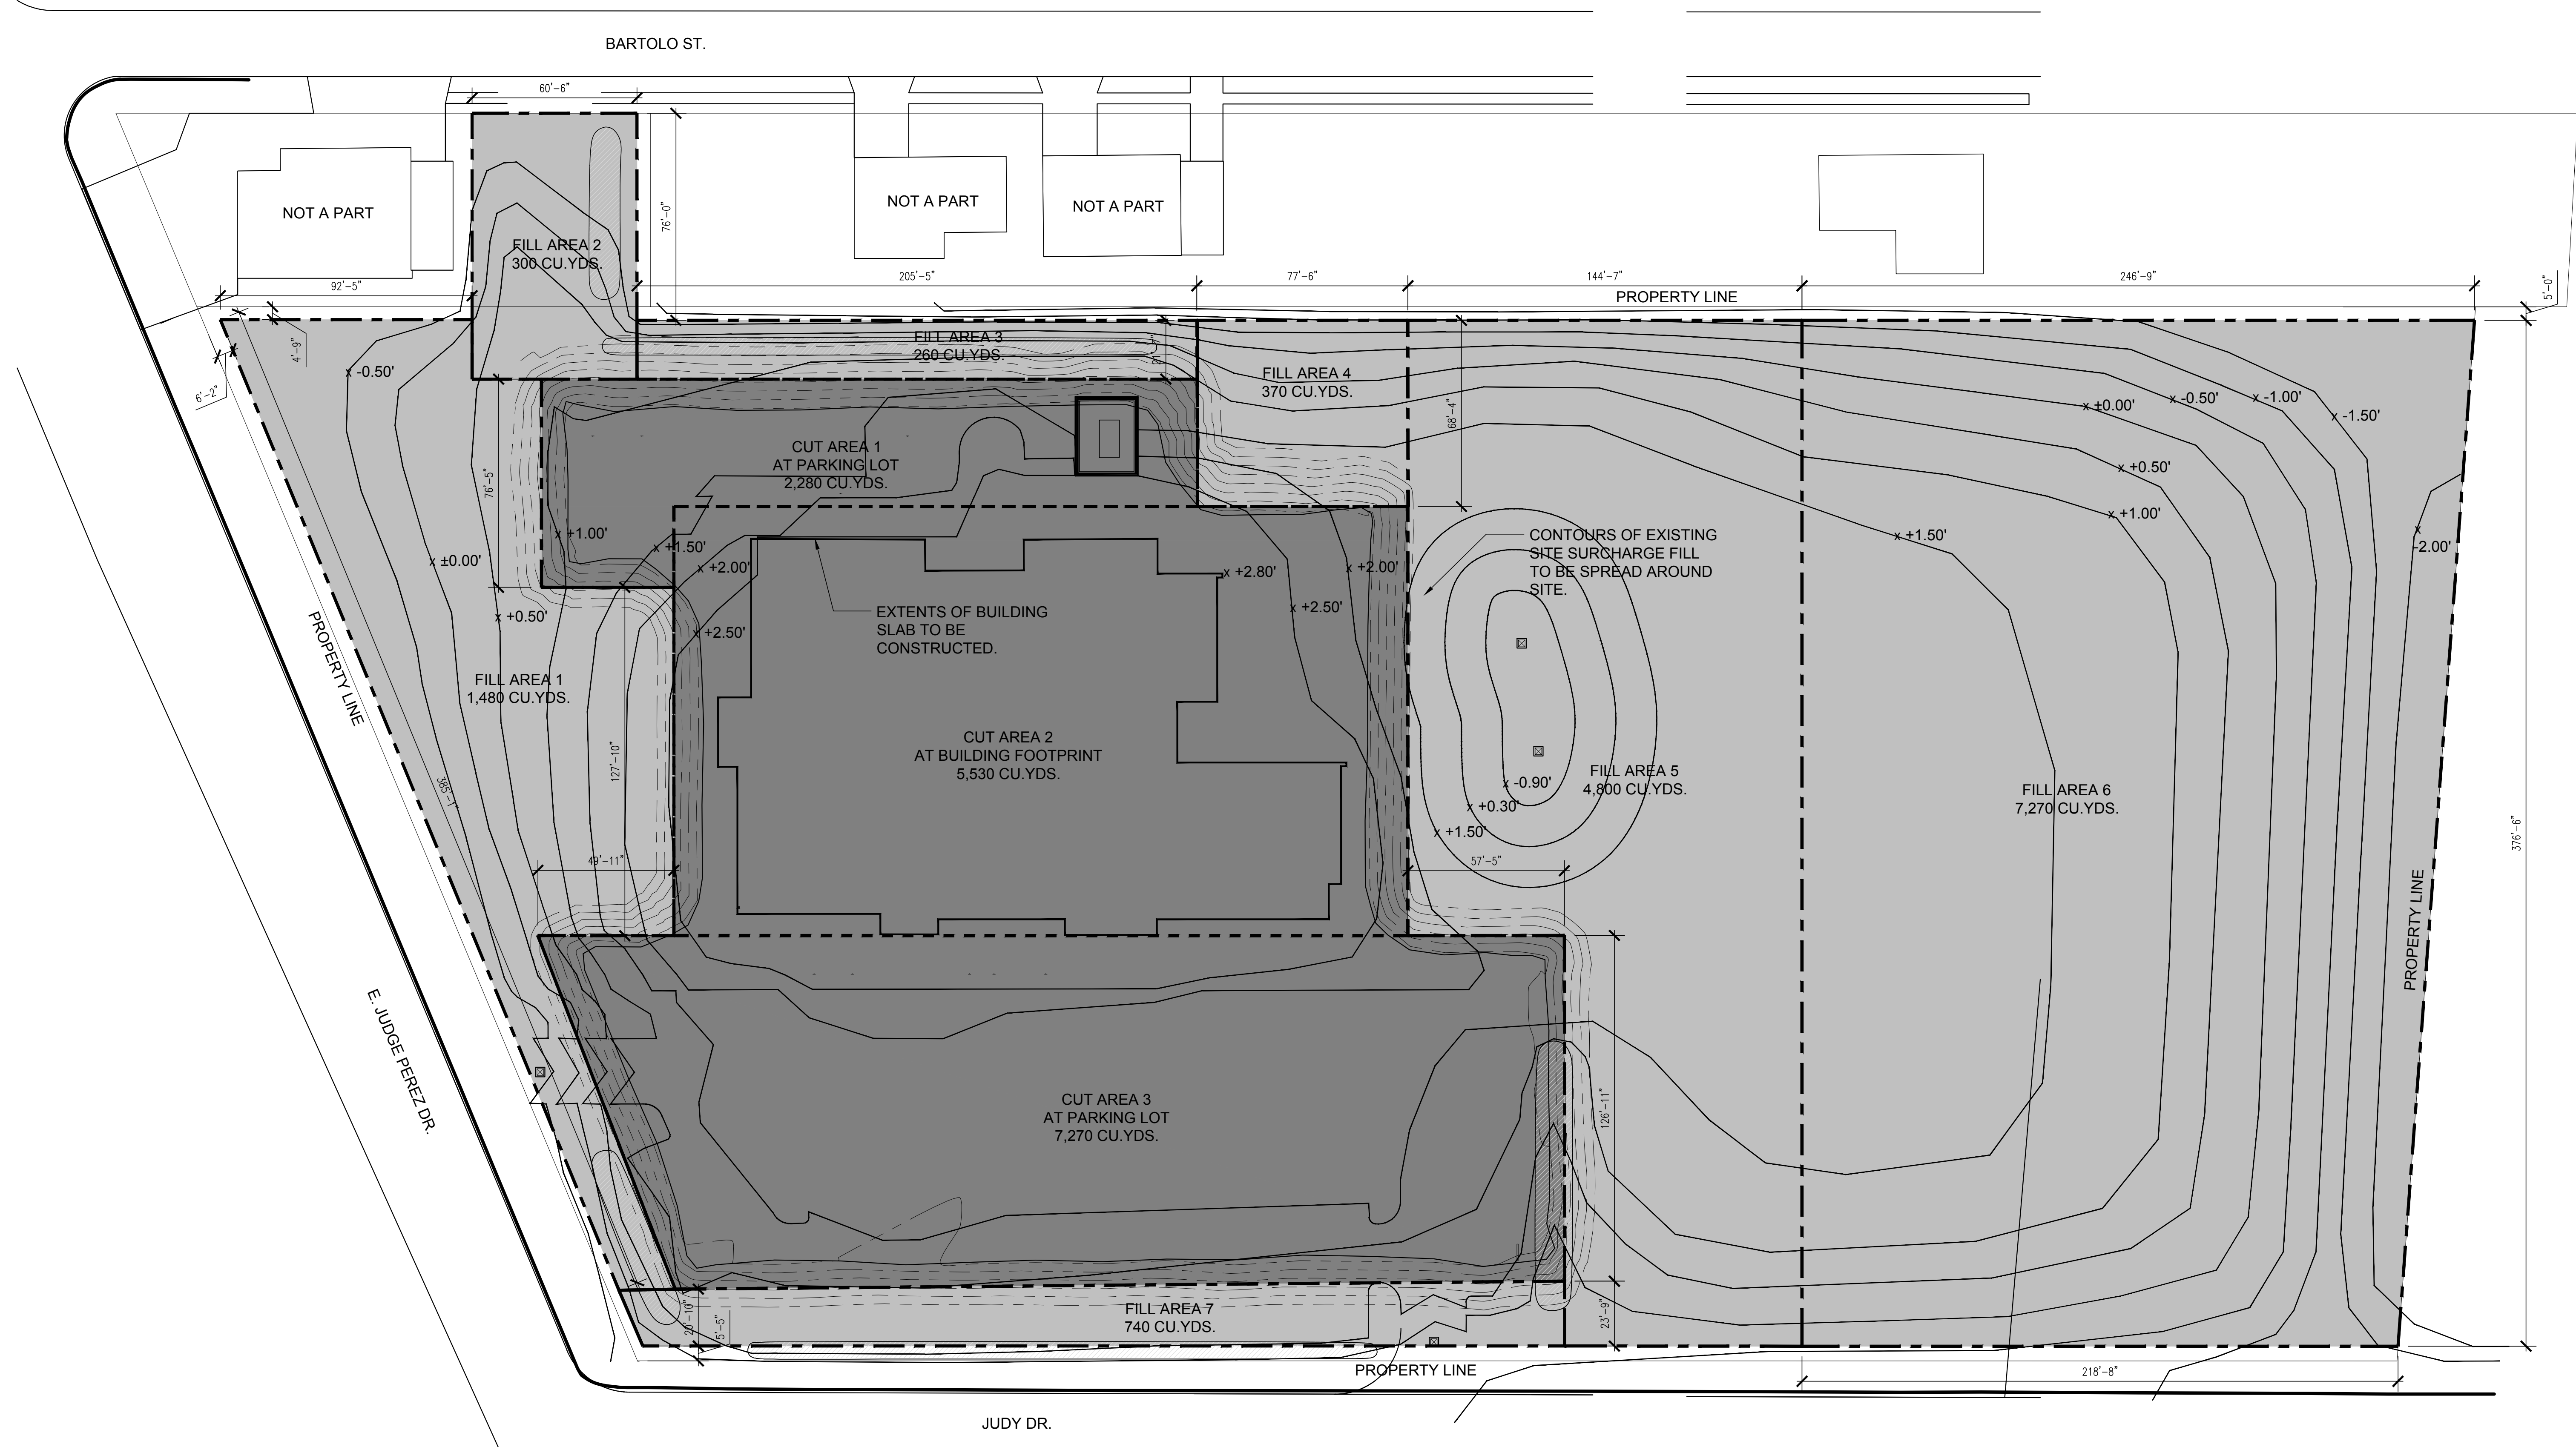 BARTOLO ST.
60'-6"
NOT A PART
NOT A PART
NOT A PART
76'-0"
FILL AREA 2
300 CU.YDS.
92'-5"
205'-5"
77'-6"
144'-7"
246'-9"
5'-0"
PROPERTY LINE
4'-9"
6'-2"
FILL AREA 3
260 CU.YDS.
FILL AREA 4
370 CU.YDS.
68'-4"
x -0.50'
x ±0.00'
x -0.50'
x -1.00'
x -1.50'
CUT AREA 1
AT PARKING LOT
2,280 CU.YDS.
76'-5"
x +0.50'
x +1.00'
x +1.00'
x +1.50'
x +1.50'
x
-2.00'
x +2.00'
x +2.80'
x +2.00'
x ±0.00'
CONTOURS OF EXISTING
SITE SURCHARGE FILL
TO BE SPREAD AROUND
SITE.
x +0.50'
x +2.50'
x +2.50'
EXTENTS OF BUILDING
SLAB TO BE
CONSTRUCTED.
PROPERTY LINE
FILL AREA 1
1,480 CU.YDS.
127'-10"
385'-1"
CUT AREA 2
AT BUILDING FOOTPRINT
5,530 CU.YDS.
x -0.90'
x +0.30'
x +1.50'
FILL AREA 5
4,800 CU.YDS.
FILL AREA 6
7,270 CU.YDS.
376'-6"
49'-11"
57'-5"
PROPERTY LINE
E. JUDGE PEREZ DR.
CUT AREA 3
AT PARKING LOT
7,270 CU.YDS.
126'-11"
FILL AREA 7
740 CU.YDS.
20'-10"
5'-5"
23'-9"
PROPERTY LINE
218'-8"
JUDY DR.